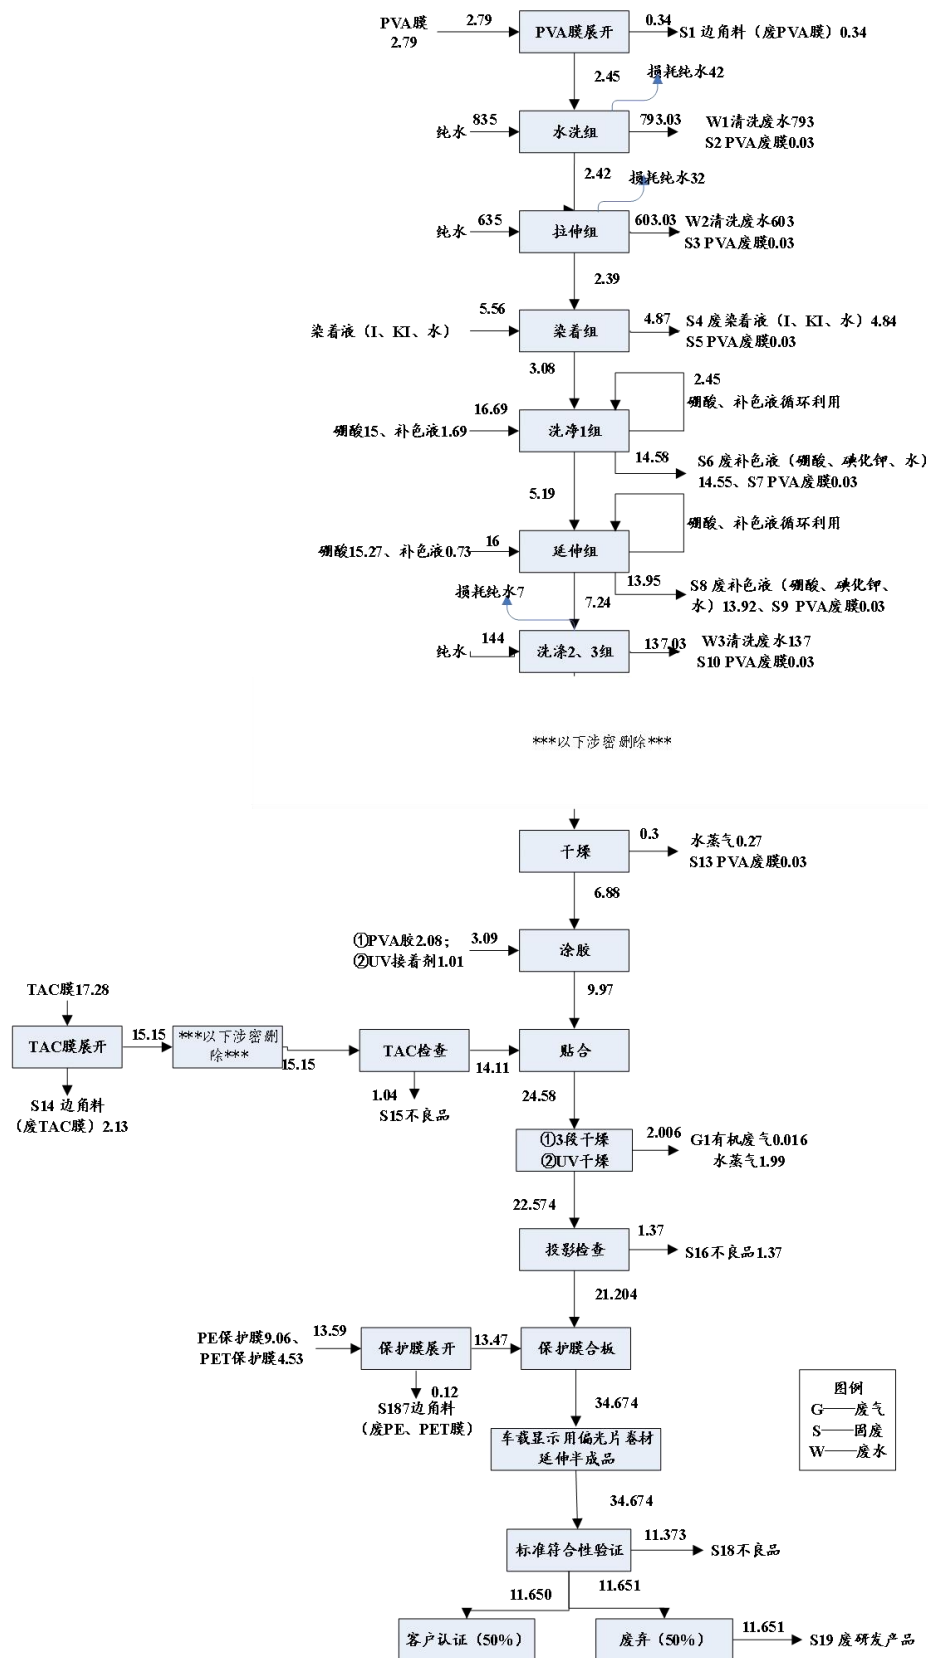 PVA膜
2.79
2.79
PVA膜展开
0.34
S1 边角料（废PVA膜）0.34
2.45
损耗纯水42
纯水
835
水洗组
793.03
W1清洗废水793
S2 PVA废膜0.03
2.42
损耗纯水32
纯水
635
拉伸组
603.03
W2清洗废水603
S3 PVA废膜0.03
2.39
染着液（I、KI、水）
5.56
染着组
4.87
S4 废染着液（I、KI、水）4.84
S5 PVA废膜0.03
3.08
2.45
硼酸、补色液循环利用
硼酸15、补色液1.69
16.69
洗净1组
14.58
S6 废补色液（硼酸、碘化钾、水）
14.55、S7 PVA废膜0.03
5.19
硼酸、补色液循环利用
硼酸15.27、补色液0.73
16
延伸组
13.95
S8 废补色液（硼酸、碘化钾、
水）13.92、S9 PVA废膜0.03
损耗纯水7
7.24
纯水
144
洗涤2、3组
137.03
W3清洗废水137
S10 PVA废膜0.03
***以下涉密删除***
干燥
0.3
水蒸气0.27
S13 PVA废膜0.03
6.88
①PVA胶2.08；
②UV接着剂1.01
3.09
涂胶
9.97
TAC膜17.28
TAC膜展开
15.15
***以下涉密删
除***
15.15
TAC检查
14.11
贴合
S14 边角料
（废TAC膜）2.13
1.04
S15不良品
24.58
①3段干燥
②UV干燥
2.006
G1有机废气0.016
水蒸气1.99
22.574
投影检查
1.37
S16不良品1.37
21.204
PE保护膜9.06、
PET保护膜4.53
13.59
保护膜展开
13.47
保护膜合板
0.12
S187边角料
（废PE、PET膜）
34.674
图例
G——废气
S——固废
W——废水
车载显示用偏光片卷材
延伸半成品
34.674
标准符合性验证
11.373
S18不良品
11.650
11.651
客户认证（50%）
废弃（50%）
11.651
S19 废研发产品